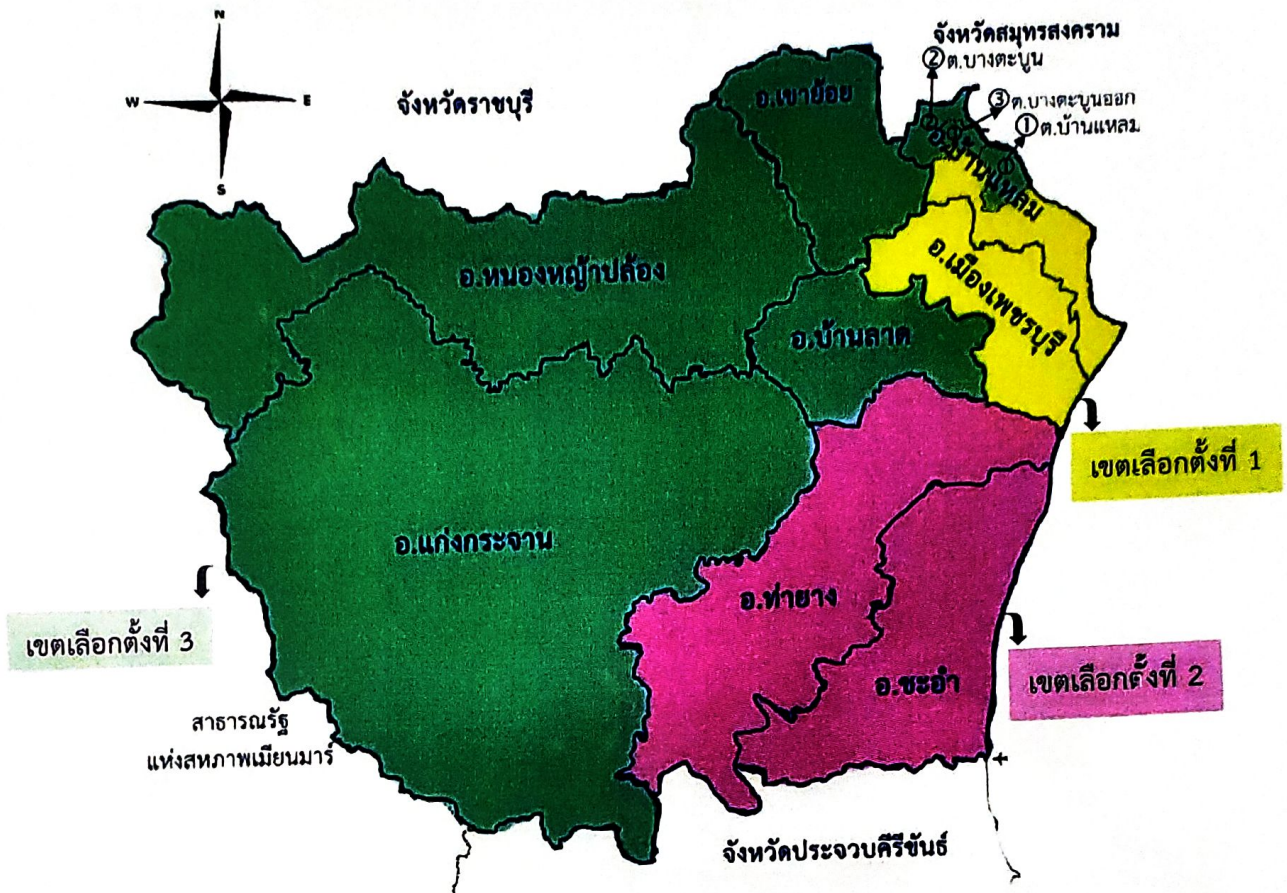 N
W
E
S
จังหวัดราชบุรี
จังหวัดสมุทรสงคราม
②ต.บางตะบูน
③ต.บางตะบูนออก
①ต.บ้านแหลม
อ.เขาย้อย
②
①
อ.บ้านแหลม
อ.เมืองเพชรบุรี
อ.หนองหญ้าปล้อง
อ.บ้านลาด
เขตเลือกตั้งที่ 1
อ.แก่งกระจาน
อ.ท่ายาง
เขตเลือกตั้งที่ 3
อ.ชะอำ
เขตเลือกตั้งที่ 2
สาธารณรัฐ
แห่งสหภาพเมียนมาร์
จังหวัดประจวบคีรีขันธ์